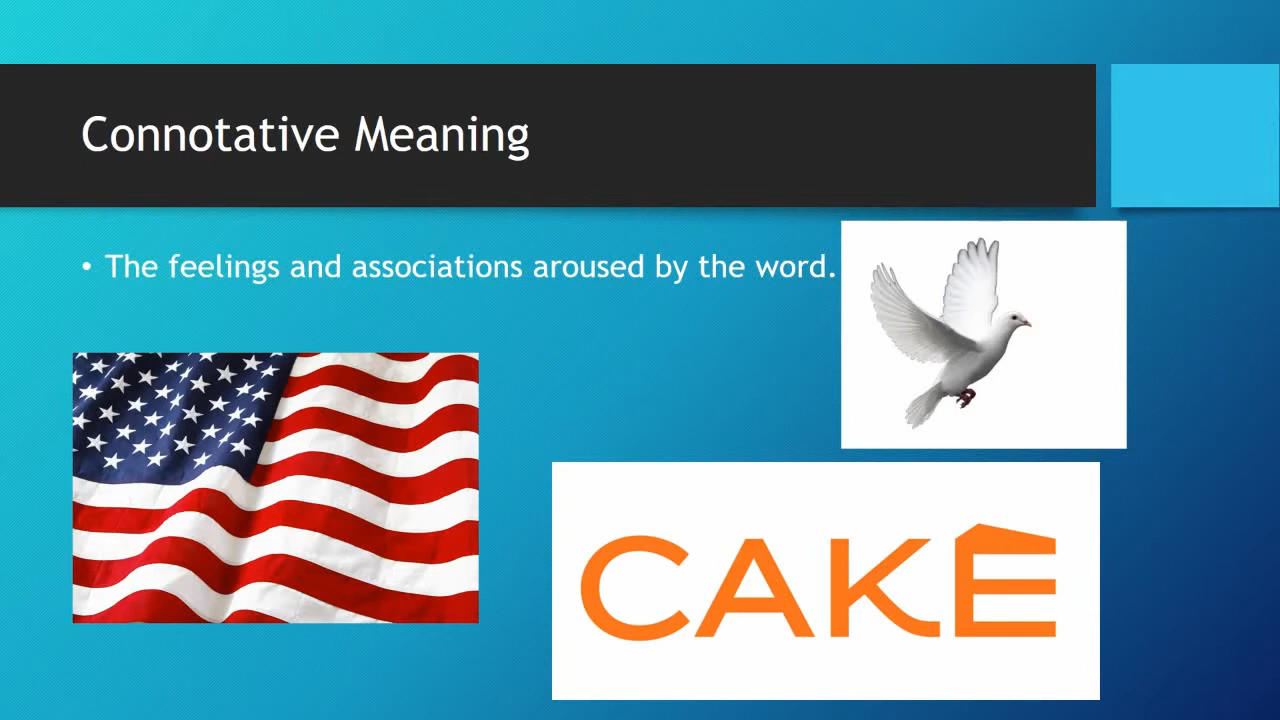 Connotative Meaning
• The feelings and associations aroused by the word.
CAKE